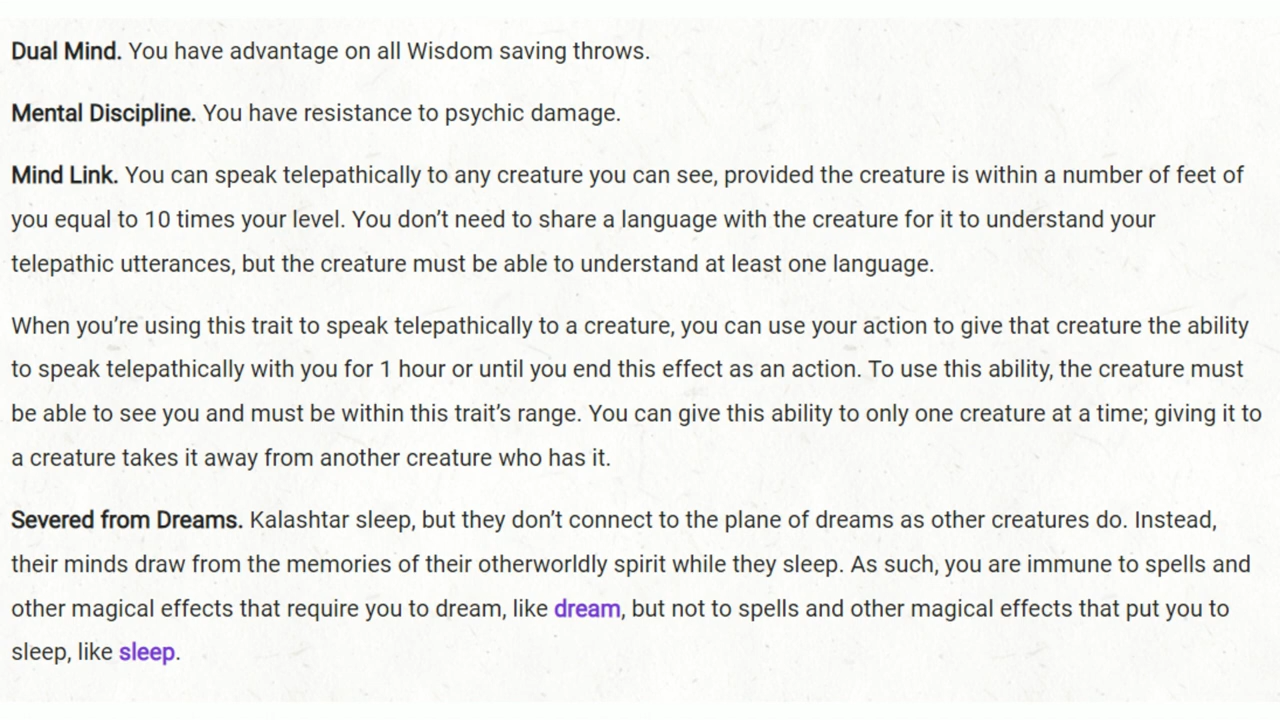 Dual Mind. You have advantage on all Wisdom saving throws.
Mental Discipline. You have resistance to psychic damage.
Mind Link. You can speak telepathically to any creature you can see, provided the creature is within a number of feet of
you equal to 10 times your level. You don’t need to share a language with the creature for it to understand your
telepathic utterances, but the creature must be able to understand at least one language.
When you’re using this trait to speak telepathically to a creature, you can use your action to give that creature the ability
to speak telepathically with you for 1 hour or until you end this effect as an action. To use this ability, the creature must
be able to see you and must be within this trait’s range. You can give this ability to only one creature at a time; giving it to
a creature takes it away from another creature who has it.
Severed from Dreams. Kalashtar sleep, but they don’t connect to the plane of dreams as other creatures do. Instead,
their minds draw from the memories of their otherworldly spirit while they sleep. As such, you are immune to spells and
other magical effects that require you to dream, like dream, but not to spells and other magical effects that put you to
sleep, like sleep.